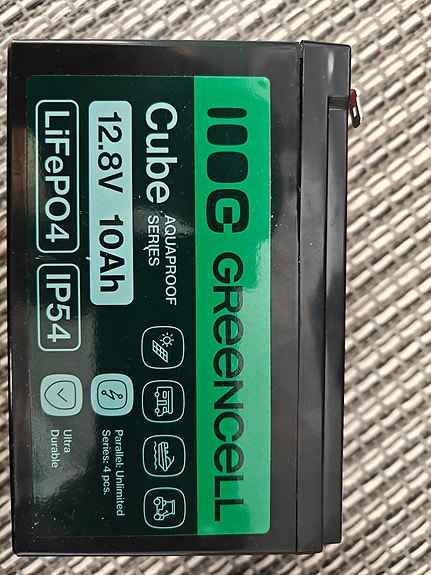 GREENCELL
Cube
AQUAPROOF
SERIES
12.8V 10Ah
LiFePO4
IP54
Parallel: Unlimited
Series: 4 pcs.
Ultra
Durable